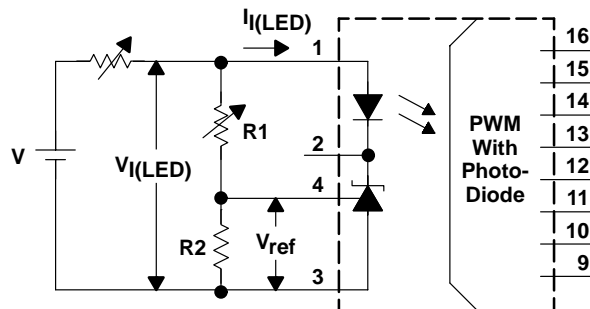 I_I(LED)
1
16
15
14
13
12
11
10
9
R1
2
PWM
With
Photo-
Diode
V
V_I(LED)
4
R2
V_ref
3